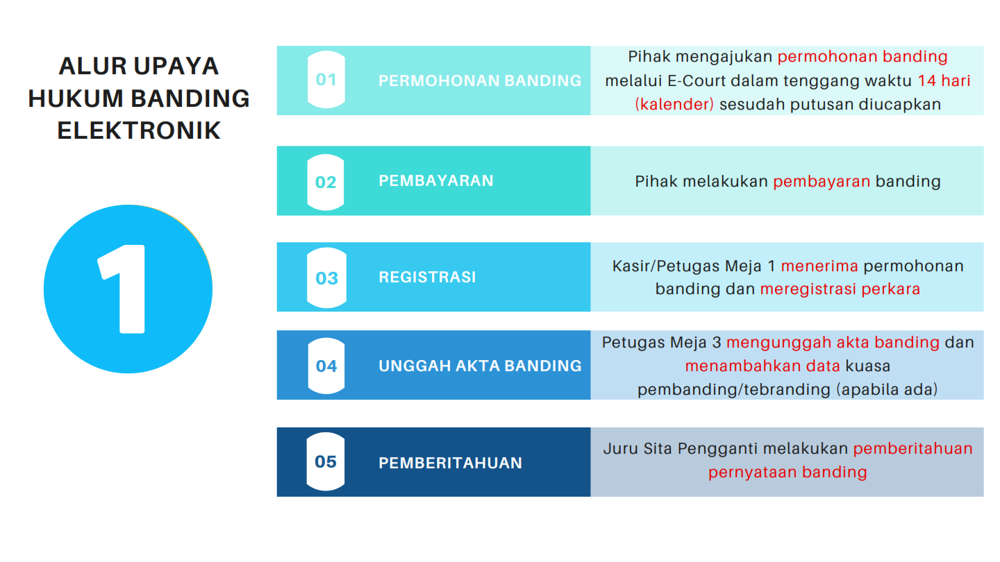 ALUR UPAYA
HUKUM BANDING
ELEKTRONIK
1
01
PERMOHONAN BANDING
Pihak mengajukan permohonan banding
melalui E-Court dalam tenggang waktu 14 hari
(kalender) sesudah putusan diucapkan
02
PEMBAYARAN
Pihak melakukan pembayaran banding
03
REGISTRASI
Kasir/Petugas Meja 1 menerima permohonan
banding dan meregistrasi perkara
04
UNGGAH AKTA BANDING
Petugas Meja 3 mengunggah akta banding dan
menambahkan data kuasa
pembanding/tebranding (apabila ada)
05
PEMBERITAHUAN
Juru Sita Pengganti melakukan pemberitahuan
pernyataan banding